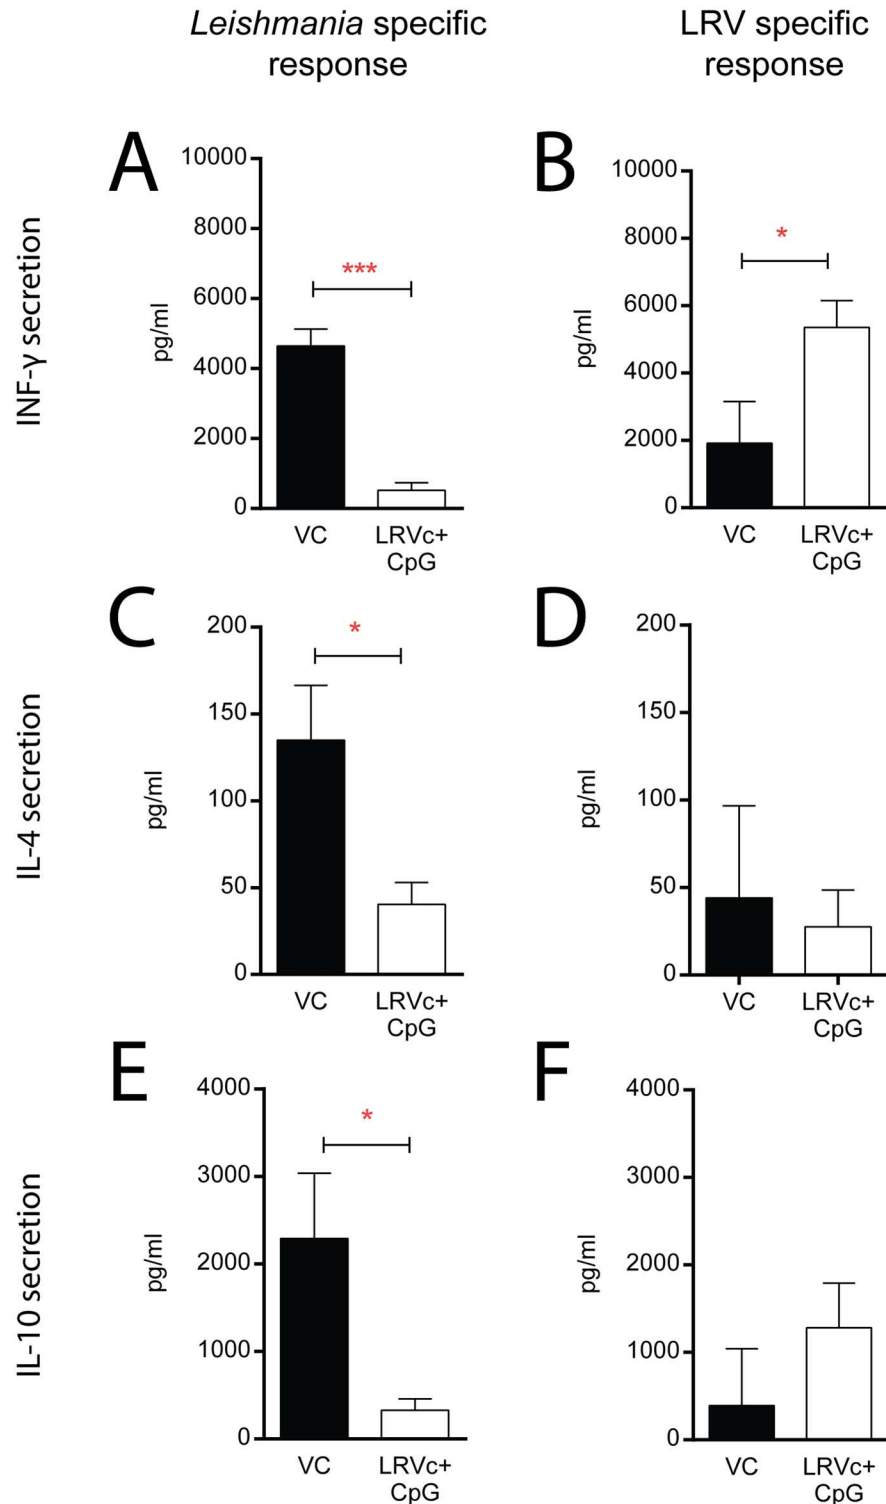 Leishmania specific
response
LRV specific
response
INF-γ secretion
A
10000
8000
6000
4000
2000
0
pg/ml
***
VC
LRVc+
CpG
B
10000
8000
6000
4000
2000
0
pg/ml
*
VC
LRVc+
CpG
IL-4 secretion
C
200
150
100
50
0
pg/ml
*
VC
LRVc+
CpG
D
200
150
100
50
0
pg/ml
VC
LRVc+
CpG
IL-10 secretion
E
4000
3000
2000
1000
0
pg/ml
*
VC
LRVc+
CpG
F
4000
3000
2000
1000
0
pg/ml
VC
LRVc+
CpG